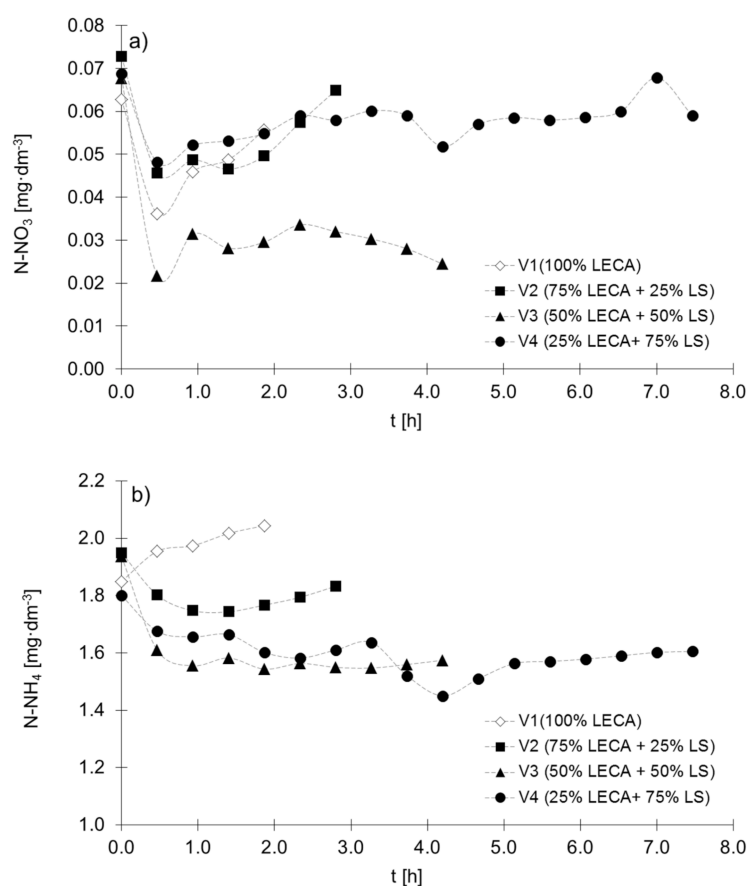 a)
0.08
0.07
0.06
0.05
0.04
0.03
0.02
0.01
0.00
N-NO₃ [mg·dm⁻³]
V1(100% LECA)
V2 (75% LECA + 25% LS)
V3 (50% LECA + 50% LS)
V4 (25% LECA+ 75% LS)
0.0 1.0 2.0 3.0 4.0 5.0 6.0 7.0 8.0
t [h]
b)
2.2
2.0
1.8
1.6
1.4
1.2
1.0
N-NH₄ [mg·dm⁻³]
V1(100% LECA)
V2 (75% LECA + 25% LS)
V3 (50% LECA + 50% LS)
V4 (25% LECA+ 75% LS)
0.0 1.0 2.0 3.0 4.0 5.0 6.0 7.0 8.0
t [h]